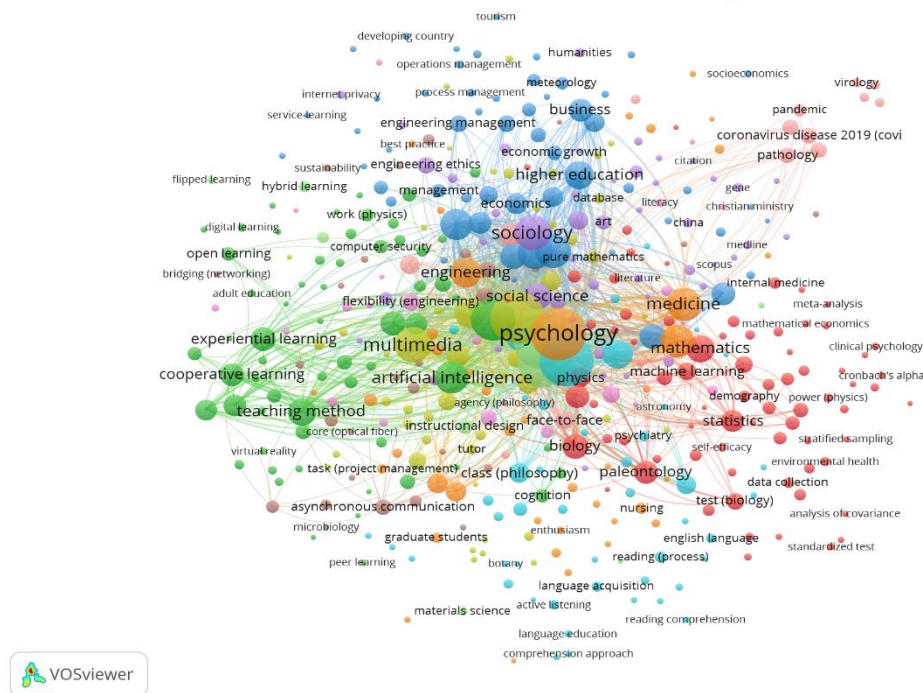 tourism
developing country
humanities
operations management
socioeconomics
meteorology
virology
process management
internet privacy
business
pandemic
service-learning
engineering management
coronavirus disease 2019 (covi
best practice
economic growth
citation
pathology
sustainability
engineering ethics
flipped learning
hybrid learning
higher education
gene
management
database
literacy
christian ministry
economics
digital learning
work (physics)
art
china
sociology
computer security
medline
open learning
pure mathematics
scopus
bridging (networking)
engineering
literature
internal medicine
adult education
flexibility (engineering)
social science
medicine
meta-analysis
mathematical economics
experiential learning
psychology
multimedia
mathematics
clinical psychology
cooperative learning
artificial intelligence
physics
machine learning
cronbach's alpha
demography
power (physics)
agency (philosophy)
astronomy
teaching method
face-to-face
statistics
core (optical fiber)
instructional design
biology
psychiatry
stratified sampling
virtual reality
tutor
self-efficacy
task (project management)
class (philosophy)
paleontology
environmental health
cognition
data collection
asynchronous communication
test (biology)
nursing
analysis of covariance
microbiology
enthusiasm
graduate students
english language
standardized test
peer learning
botany
reading (process)
language acquisition
materials science
active listening
reading comprehension
language education
comprehension approach
VOSviewer